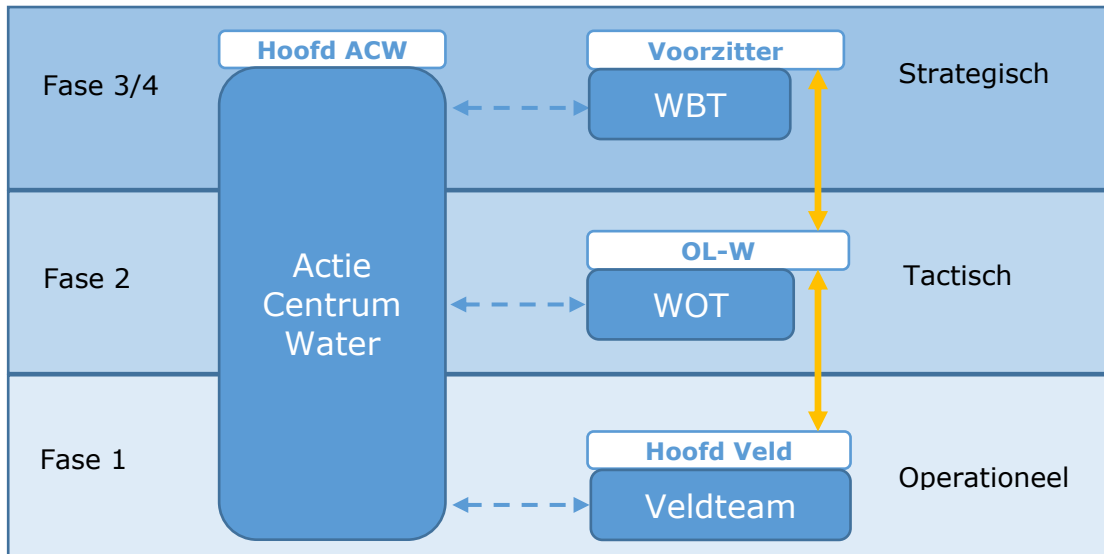 Hoofd ACW
Voorzitter
Fase 3/4
WBT
Strategisch
OL-W
Fase 2
Actie
Centrum
Water
WOT
Tactisch
Hoofd Veld
Fase 1
Veldteam
Operationeel